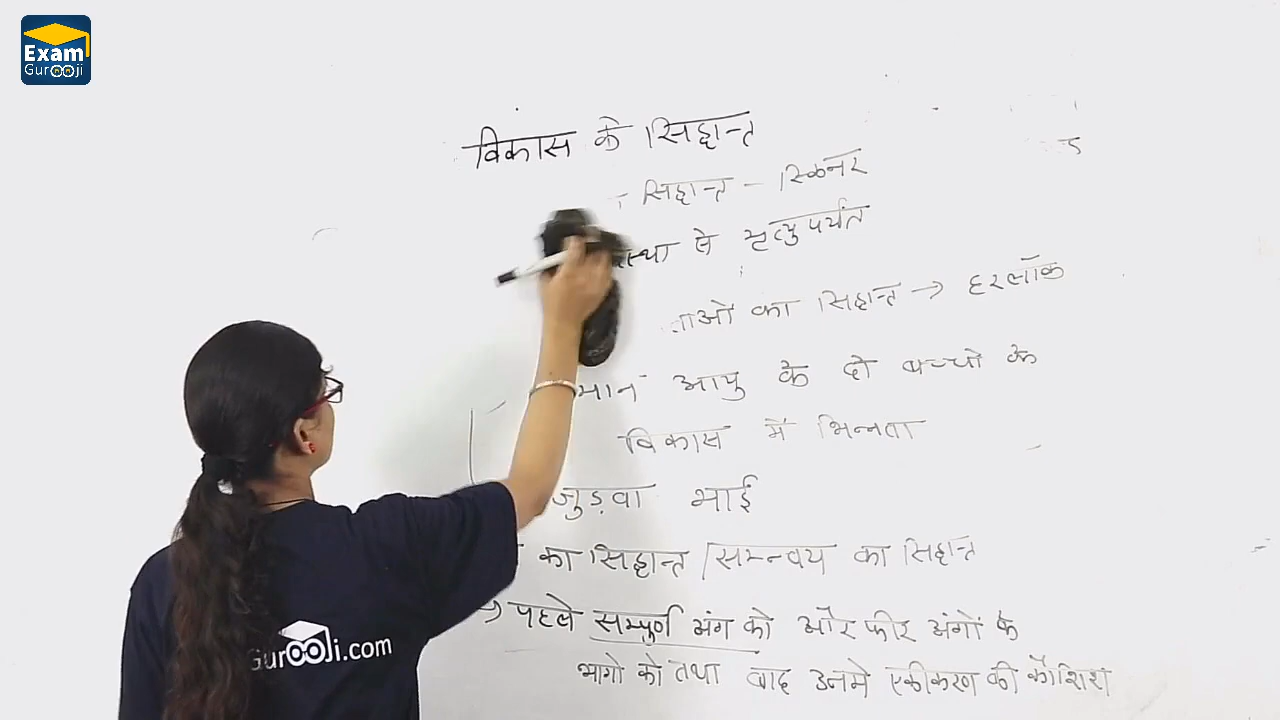 Exam
Gurooji
विकास के सिद्धान्त
सिद्धान्त - स्किनर
स्था से मृत्युपर्यंत
ताओं का सिद्धान्त → हरलॉक
मान आयु के दो बच्चो के
विकास में भिन्नता
जुड़वा भाई
का सिद्धान्त / समन्वय का सिद्धान्त
→ पहले सम्पूर्ण अंग को और फीर अंगों के
भागो को तथा बाद उनमे एकीकरण की कौशिश
Gurooji.com